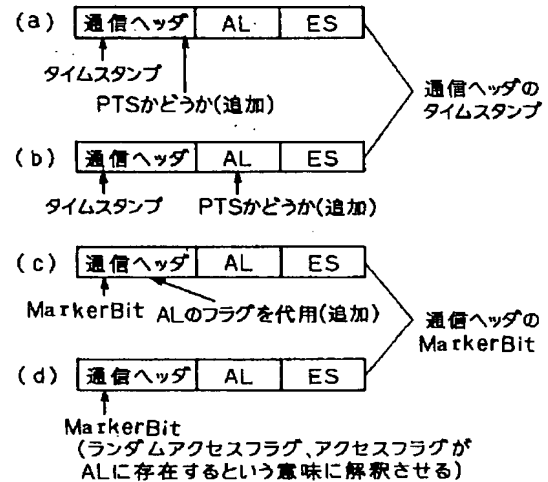 (a) 通信ヘッダ AL ES
タイムスタンプ
PTSかどうか(追加)
通信ヘッダの
タイムスタンプ
(b) 通信ヘッダ AL ES
タイムスタンプ PTSかどうか(追加)
(c) 通信ヘッダ AL ES
MarkerBit ALのフラグを代用(追加)
通信ヘッダの
MarkerBit
(d) 通信ヘッダ AL ES
MarkerBit
(ランダムアクセスフラグ、アクセスフラグが
ALに存在するという意味に解釈させる)